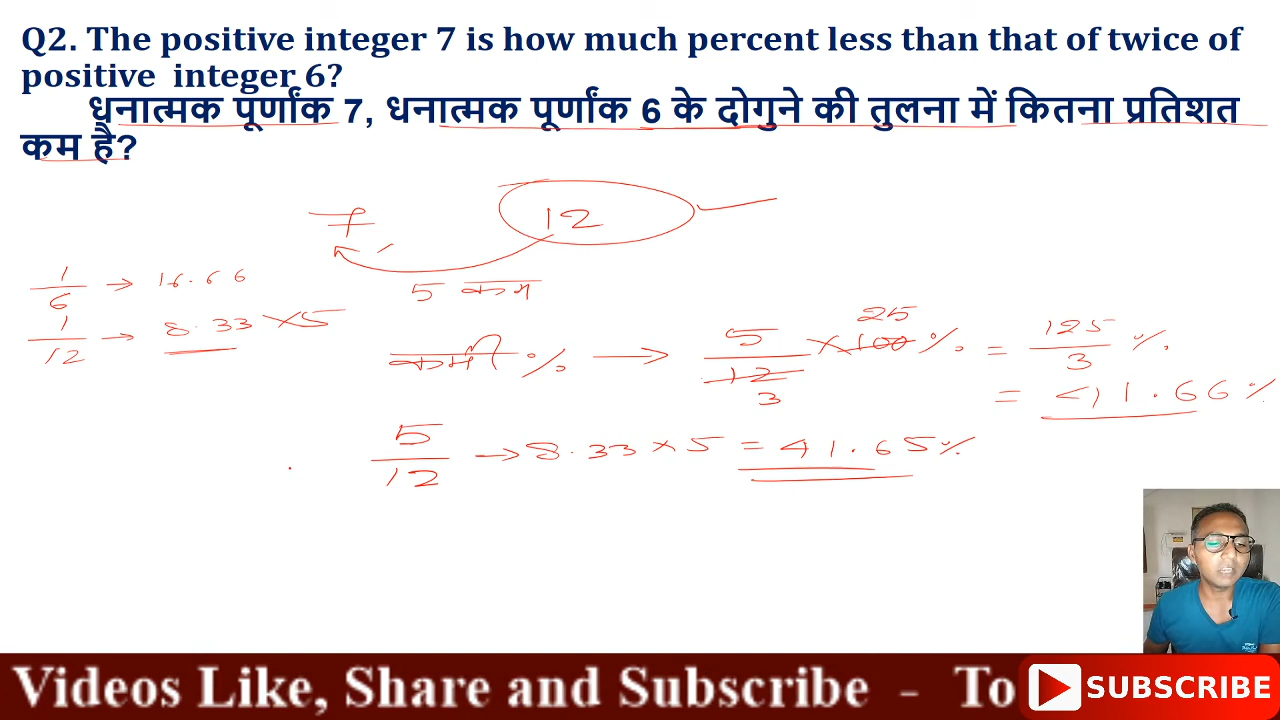 Q2. The positive integer 7 is how much percent less than that of twice of
positive integer 6?
धनात्मक पूर्णांक 7, धनात्मक पूर्णांक 6 के दोगुने की तुलना में कितना प्रतिशत
कम है?
7 12
5 कम
1/6 → 16.66
1/12 → 8.33 × 5
कमी % → 5/12 × 100 % = 125/3 %
25
3
= 41.66 %
5/12 → 8.33 × 5 = 41.65 %
Videos Like, Share and Subscribe - To
SUBSCRIBE